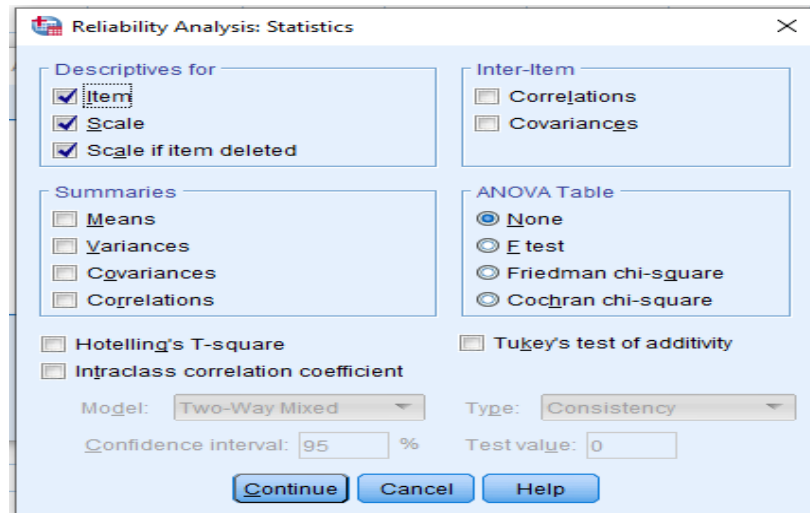 Reliability Analysis: Statistics
Descriptives for
Item
Scale
Scale if item deleted
Inter-Item
Correlations
Covariances
Summaries
Means
Variances
Covariances
Correlations
ANOVA Table
None
F test
Friedman chi-square
Cochran chi-square
Hotelling's T-square
Tukey's test of additivity
Intraclass correlation coefficient
Model: Two-Way Mixed
Type: Consistency
Confidence interval: 95 %
Test value: 0
Continue Cancel Help